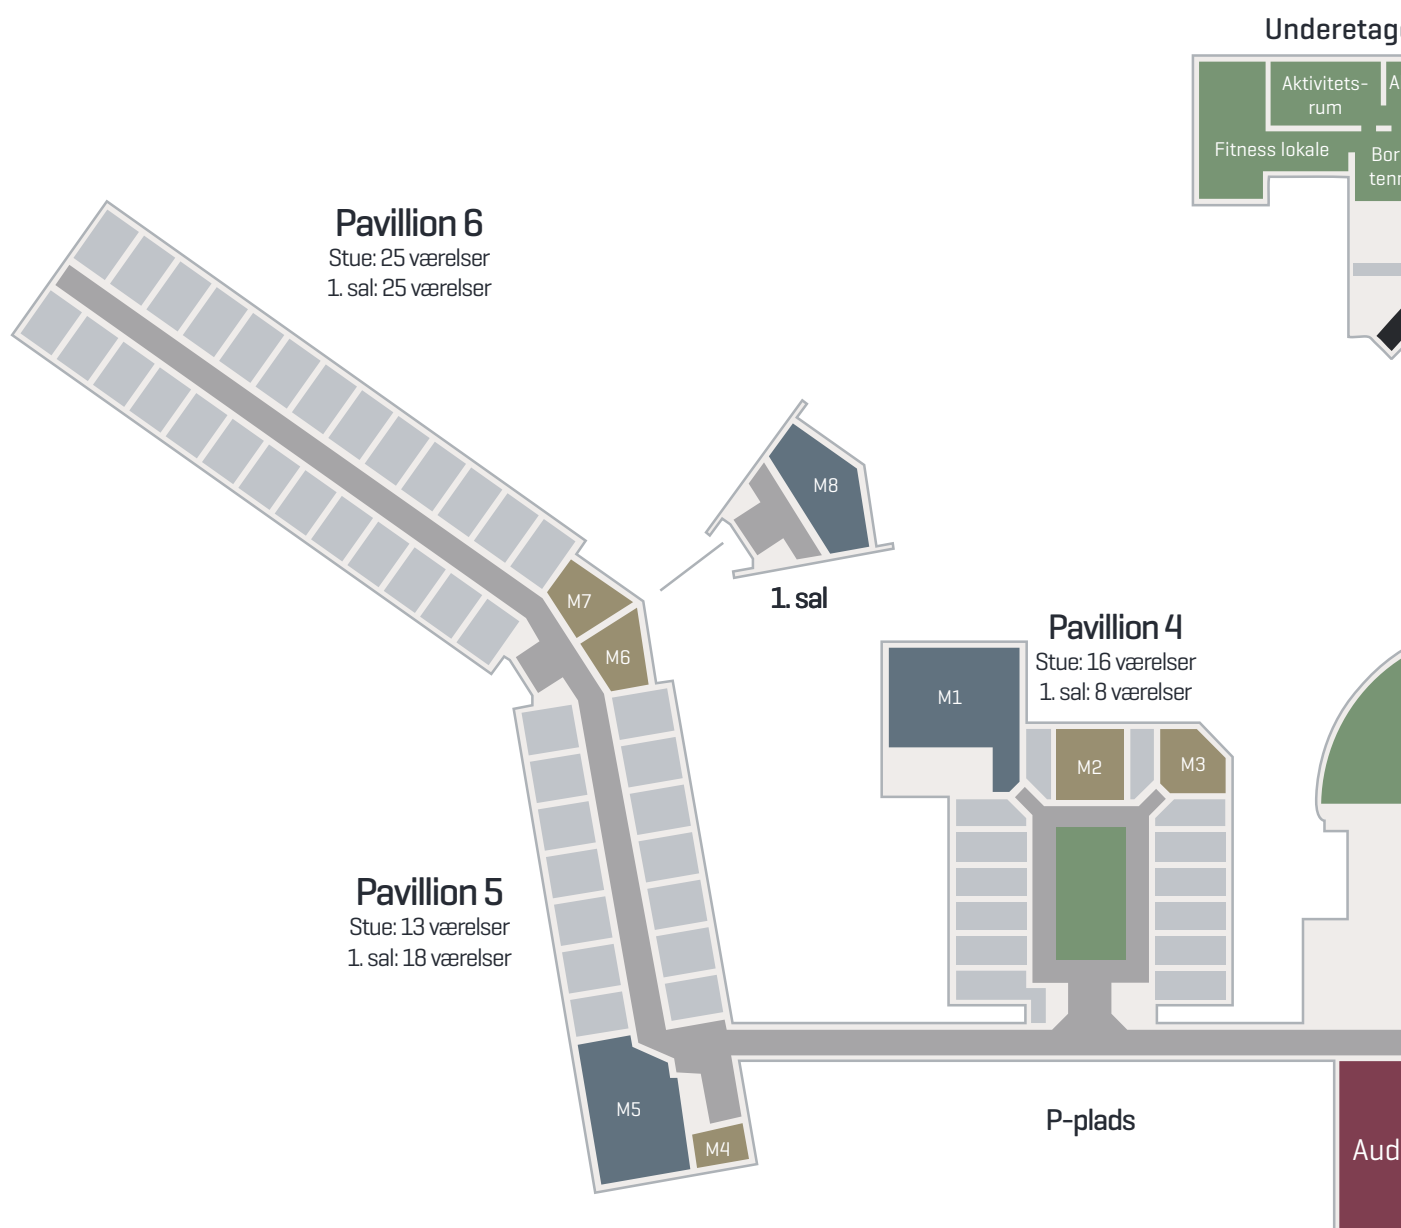 Underetag
Aktivitets-
rum
A
Fitness lokale
Bor
tenn
Pavillion 6
Stue: 25 værelser
1. sal: 25 værelser
M8
1. sal
M7
M6
Pavillion 4
Stue: 16 værelser
1. sal: 8 værelser
M1
M2
M3
Pavillion 5
Stue: 13 værelser
1. sal: 18 værelser
M5
M4
P-plads
Aud